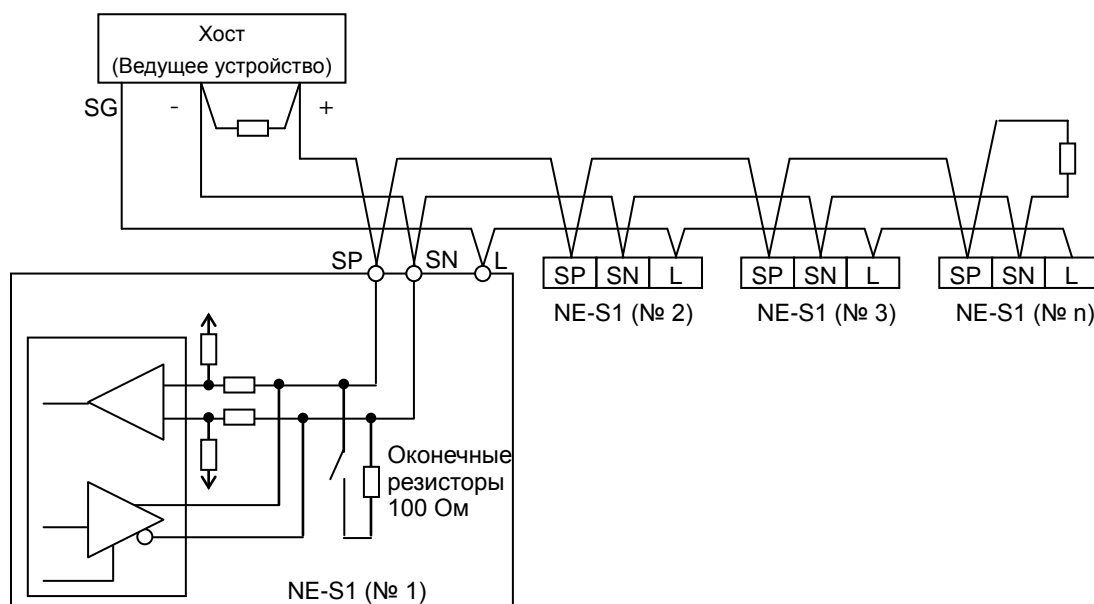 Хост
(Ведущее устройство)
SG - +
SP SN L
SP SN L
SP SN L
SP SN L
NE-S1 (№ 2)
NE-S1 (№ 3)
NE-S1 (№ n)
Оконечные
резисторы
100 Ом
NE-S1 (№ 1)